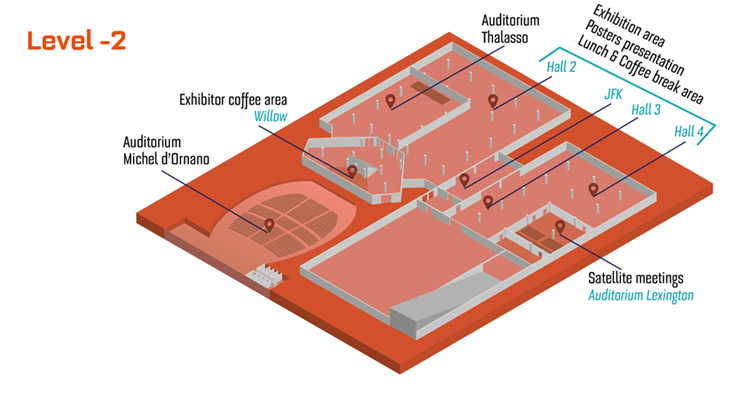 Level -2
Auditorium
Thalasso
Exhibition area
Posters presentation
Lunch & Coffee break area
Hall 2
JFK
Hall 3
Hall 4
Exhibitor coffee area
Willow
Auditorium
Michel d'Ornano
Satellite meetings
Auditorium Lexington